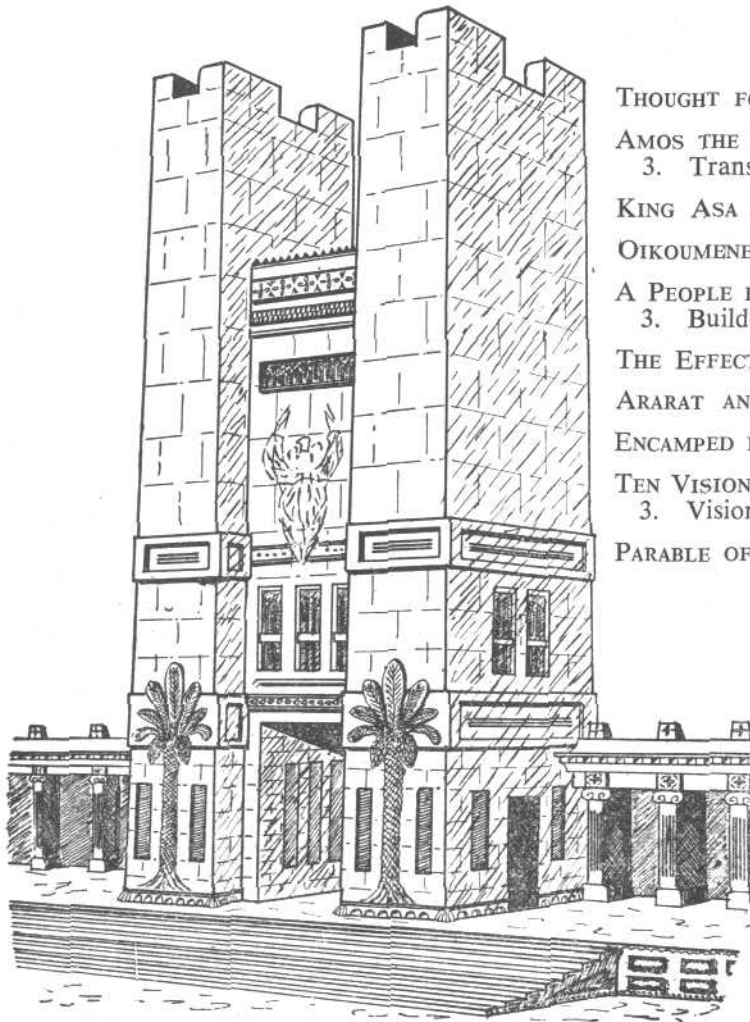 THOUGHT FO
AMOS THE
3. Trans
KING ASA
OIKOUMENE
A PEOPLE
3. Build
THE EFFECT
ARARAT AN
ENCAMPED
TEN VISION
3. Vision
PARABLE OF